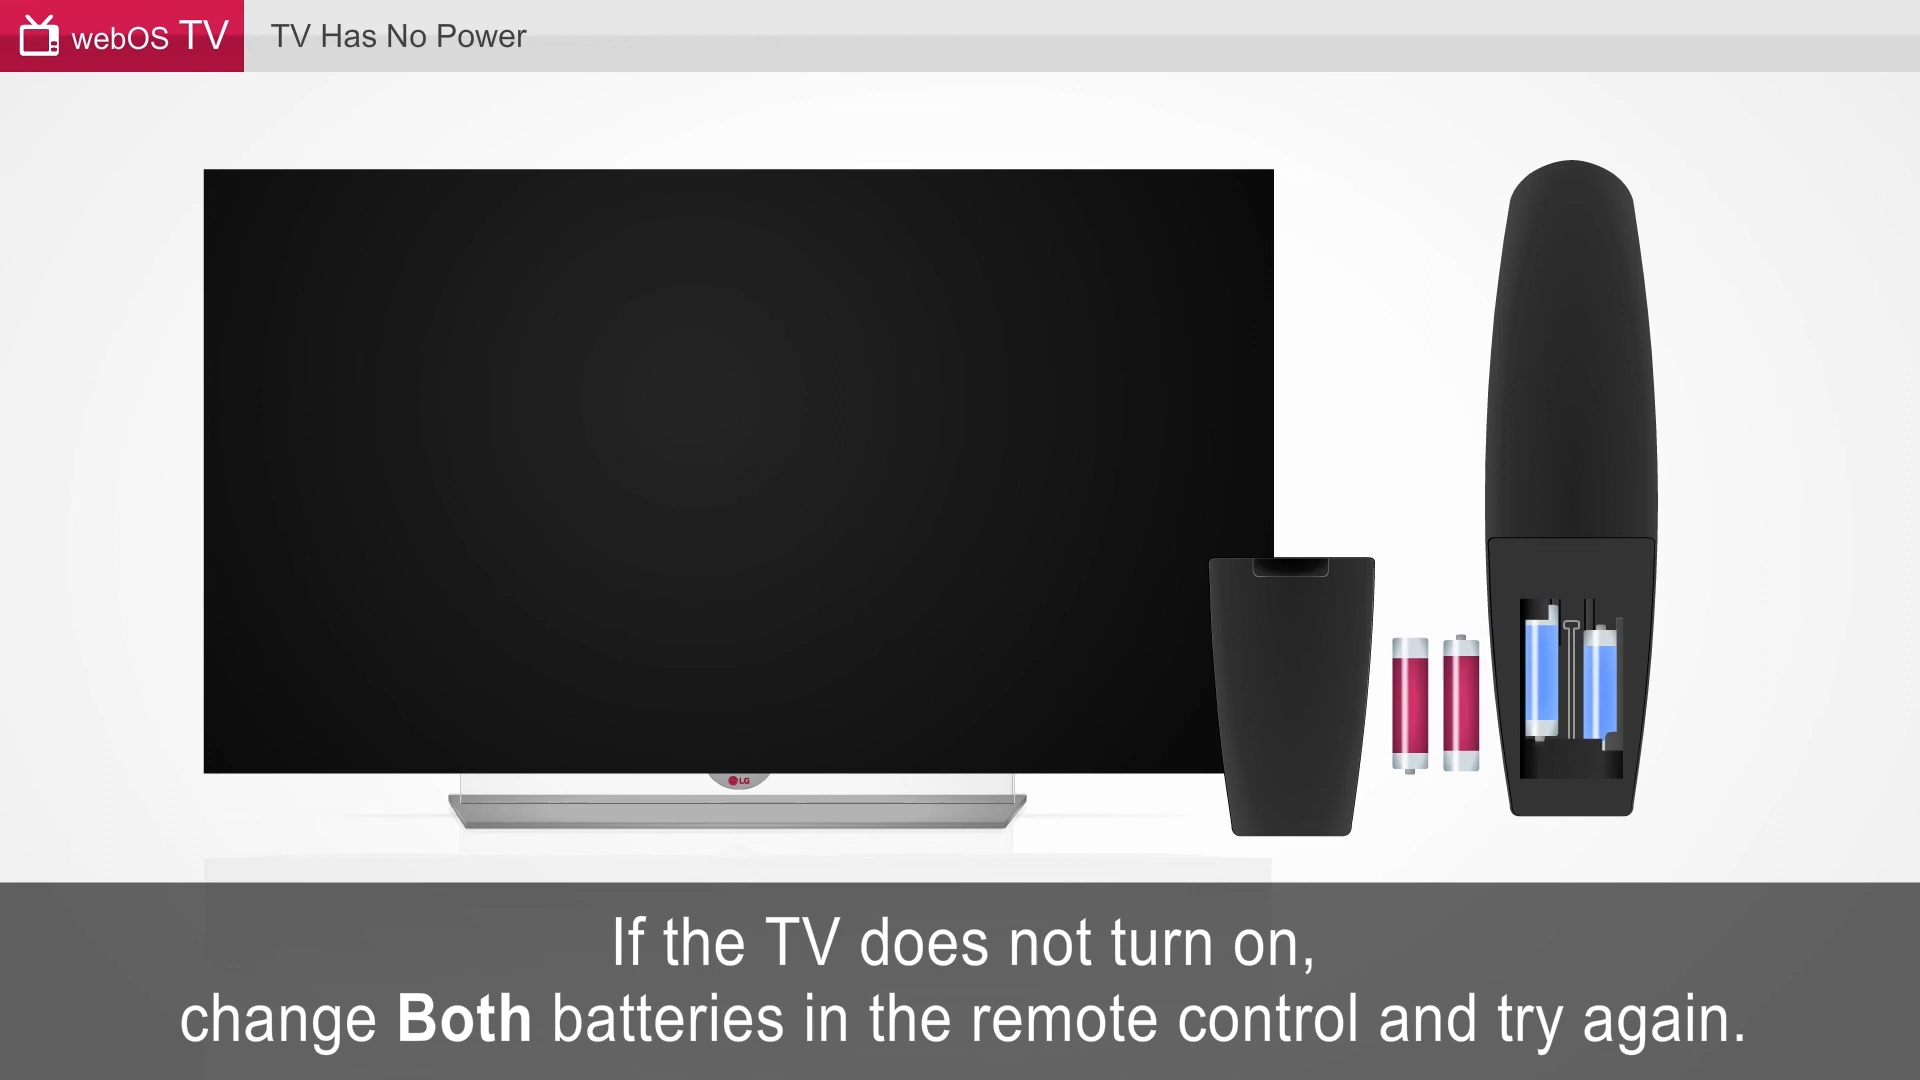 webOS TV
TV Has No Power
LG
If the TV does not turn on,
change Both batteries in the remote control and try again.